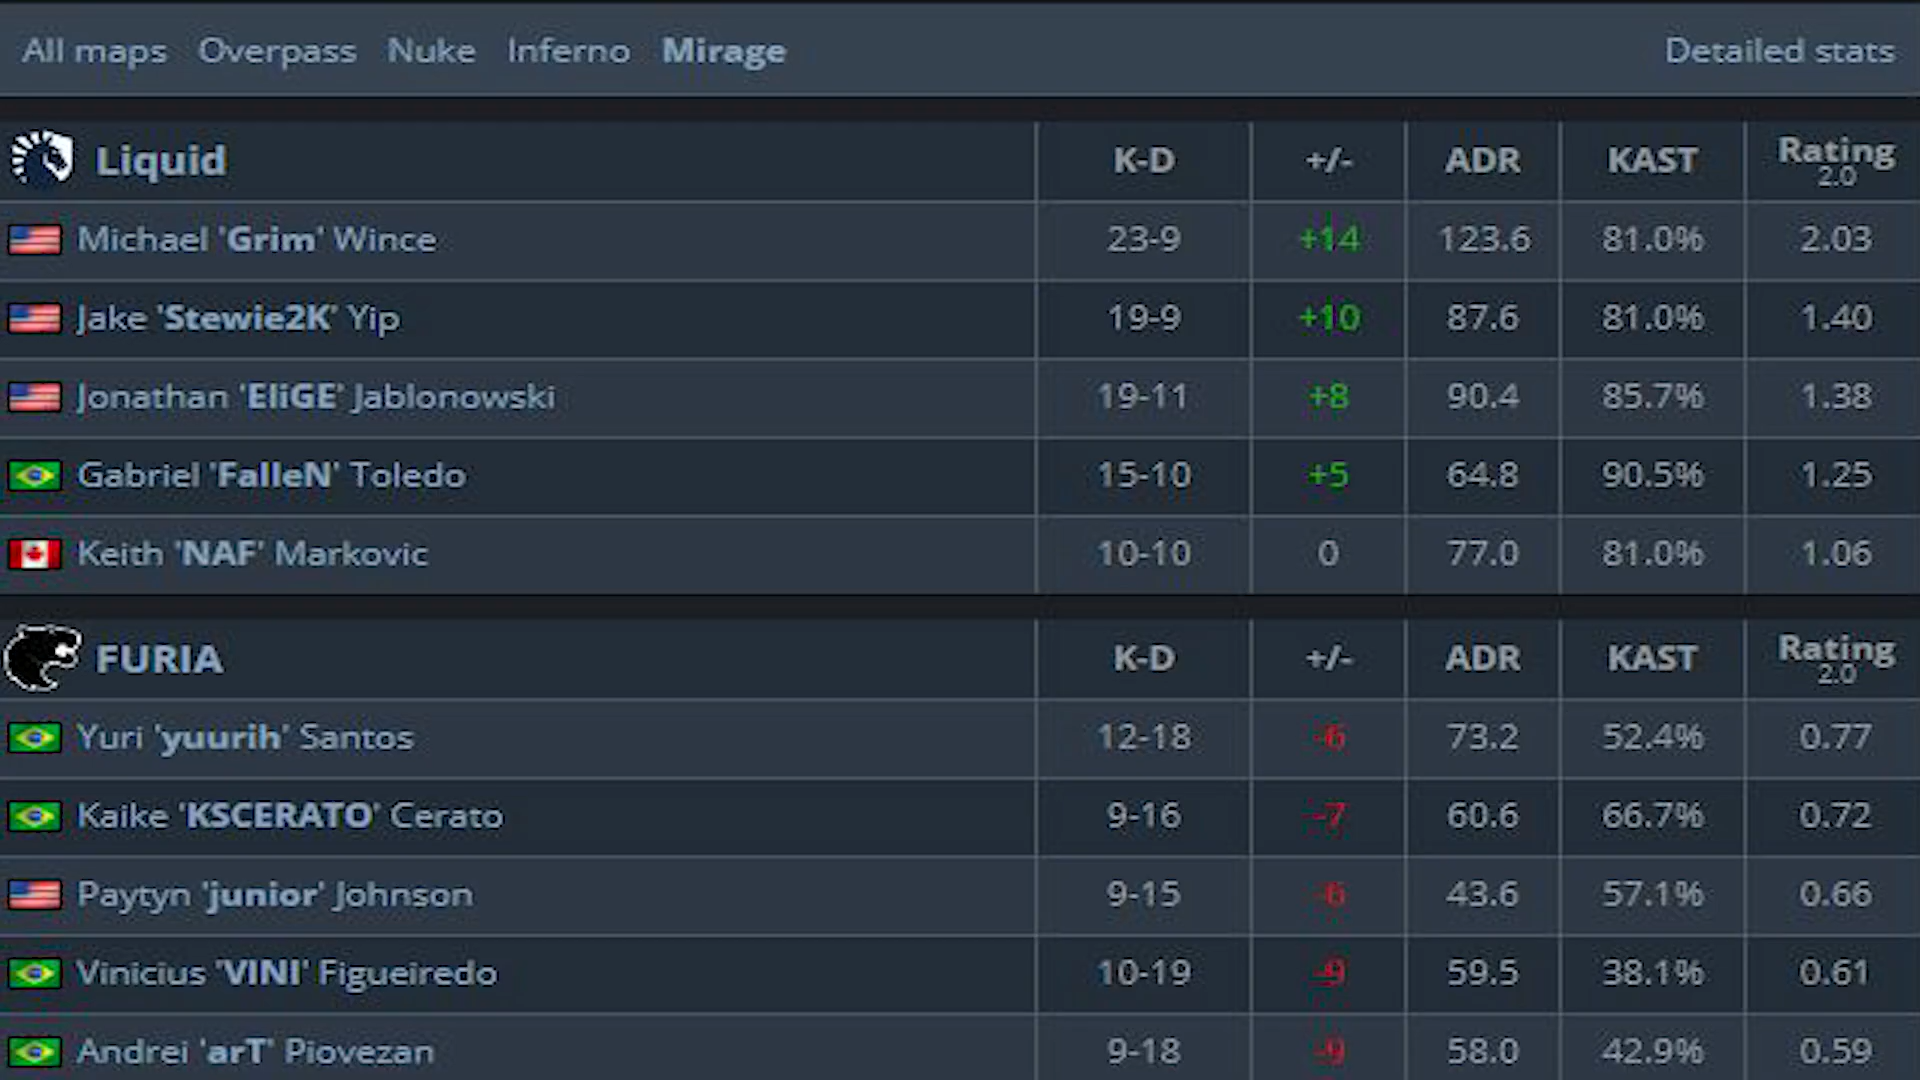 All maps Overpass Nuke Inferno Mirage Detailed stats
Liquid K-D +/- ADR KAST Rating 2.0
Michael 'Grim' Wince 23-9 +14 123.6 81.0% 2.03
Jake 'Stewie2K' Yip 19-9 +10 87.6 81.0% 1.40
Jonathan 'EliGE' Jablonowski 19-11 +8 90.4 85.7% 1.38
Gabriel 'FalleN' Toledo 15-10 +5 64.8 90.5% 1.25
Keith 'NAF' Markovic 10-10 0 77.0 81.0% 1.06
FURIA K-D +/- ADR KAST Rating 2.0
Yuri 'yuurih' Santos 12-18 -6 73.2 52.4% 0.77
Kaike 'KSCERATO' Cerato 9-16 -7 60.6 66.7% 0.72
Paytyn 'junior' Johnson 9-15 -6 43.6 57.1% 0.66
Vinicius 'VINI' Figueiredo 10-19 -9 59.5 38.1% 0.61
Andrei 'arT' Piovezan 9-18 -9 58.0 42.9% 0.59